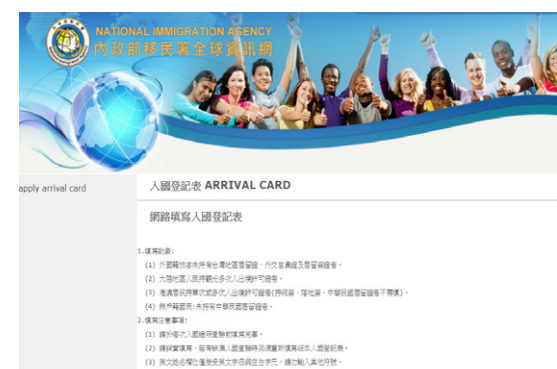 NATIONAL IMMIGRATION AGENCY
內政部移民署全球資訊網
apply arrival card
入國登記表 ARRIVAL CARD
網路填寫入國登記表
1.填寫對象:
(1) 外國籍旅客未持有台灣地區居留證、外交官員證及居留簽證者。
(2) 大陸地區人民持觀光多次入出境許可證者。
(3) 港澳居民持單次或多次入出境許可證者(持網簽、落地簽、中華民國居留證者不需填)。
(4) 無戶籍國民:未持有中華民國居留證者。
2.填寫注意事項:
(1) 請於每次入國證照查驗前填寫完畢。
(2) 請詳實填寫,若有缺漏入國查驗時須重新填寫紙本入國登記表。
(3) 英文姓名欄位僅接受英文字母與空白字元,請勿輸入其他符號。